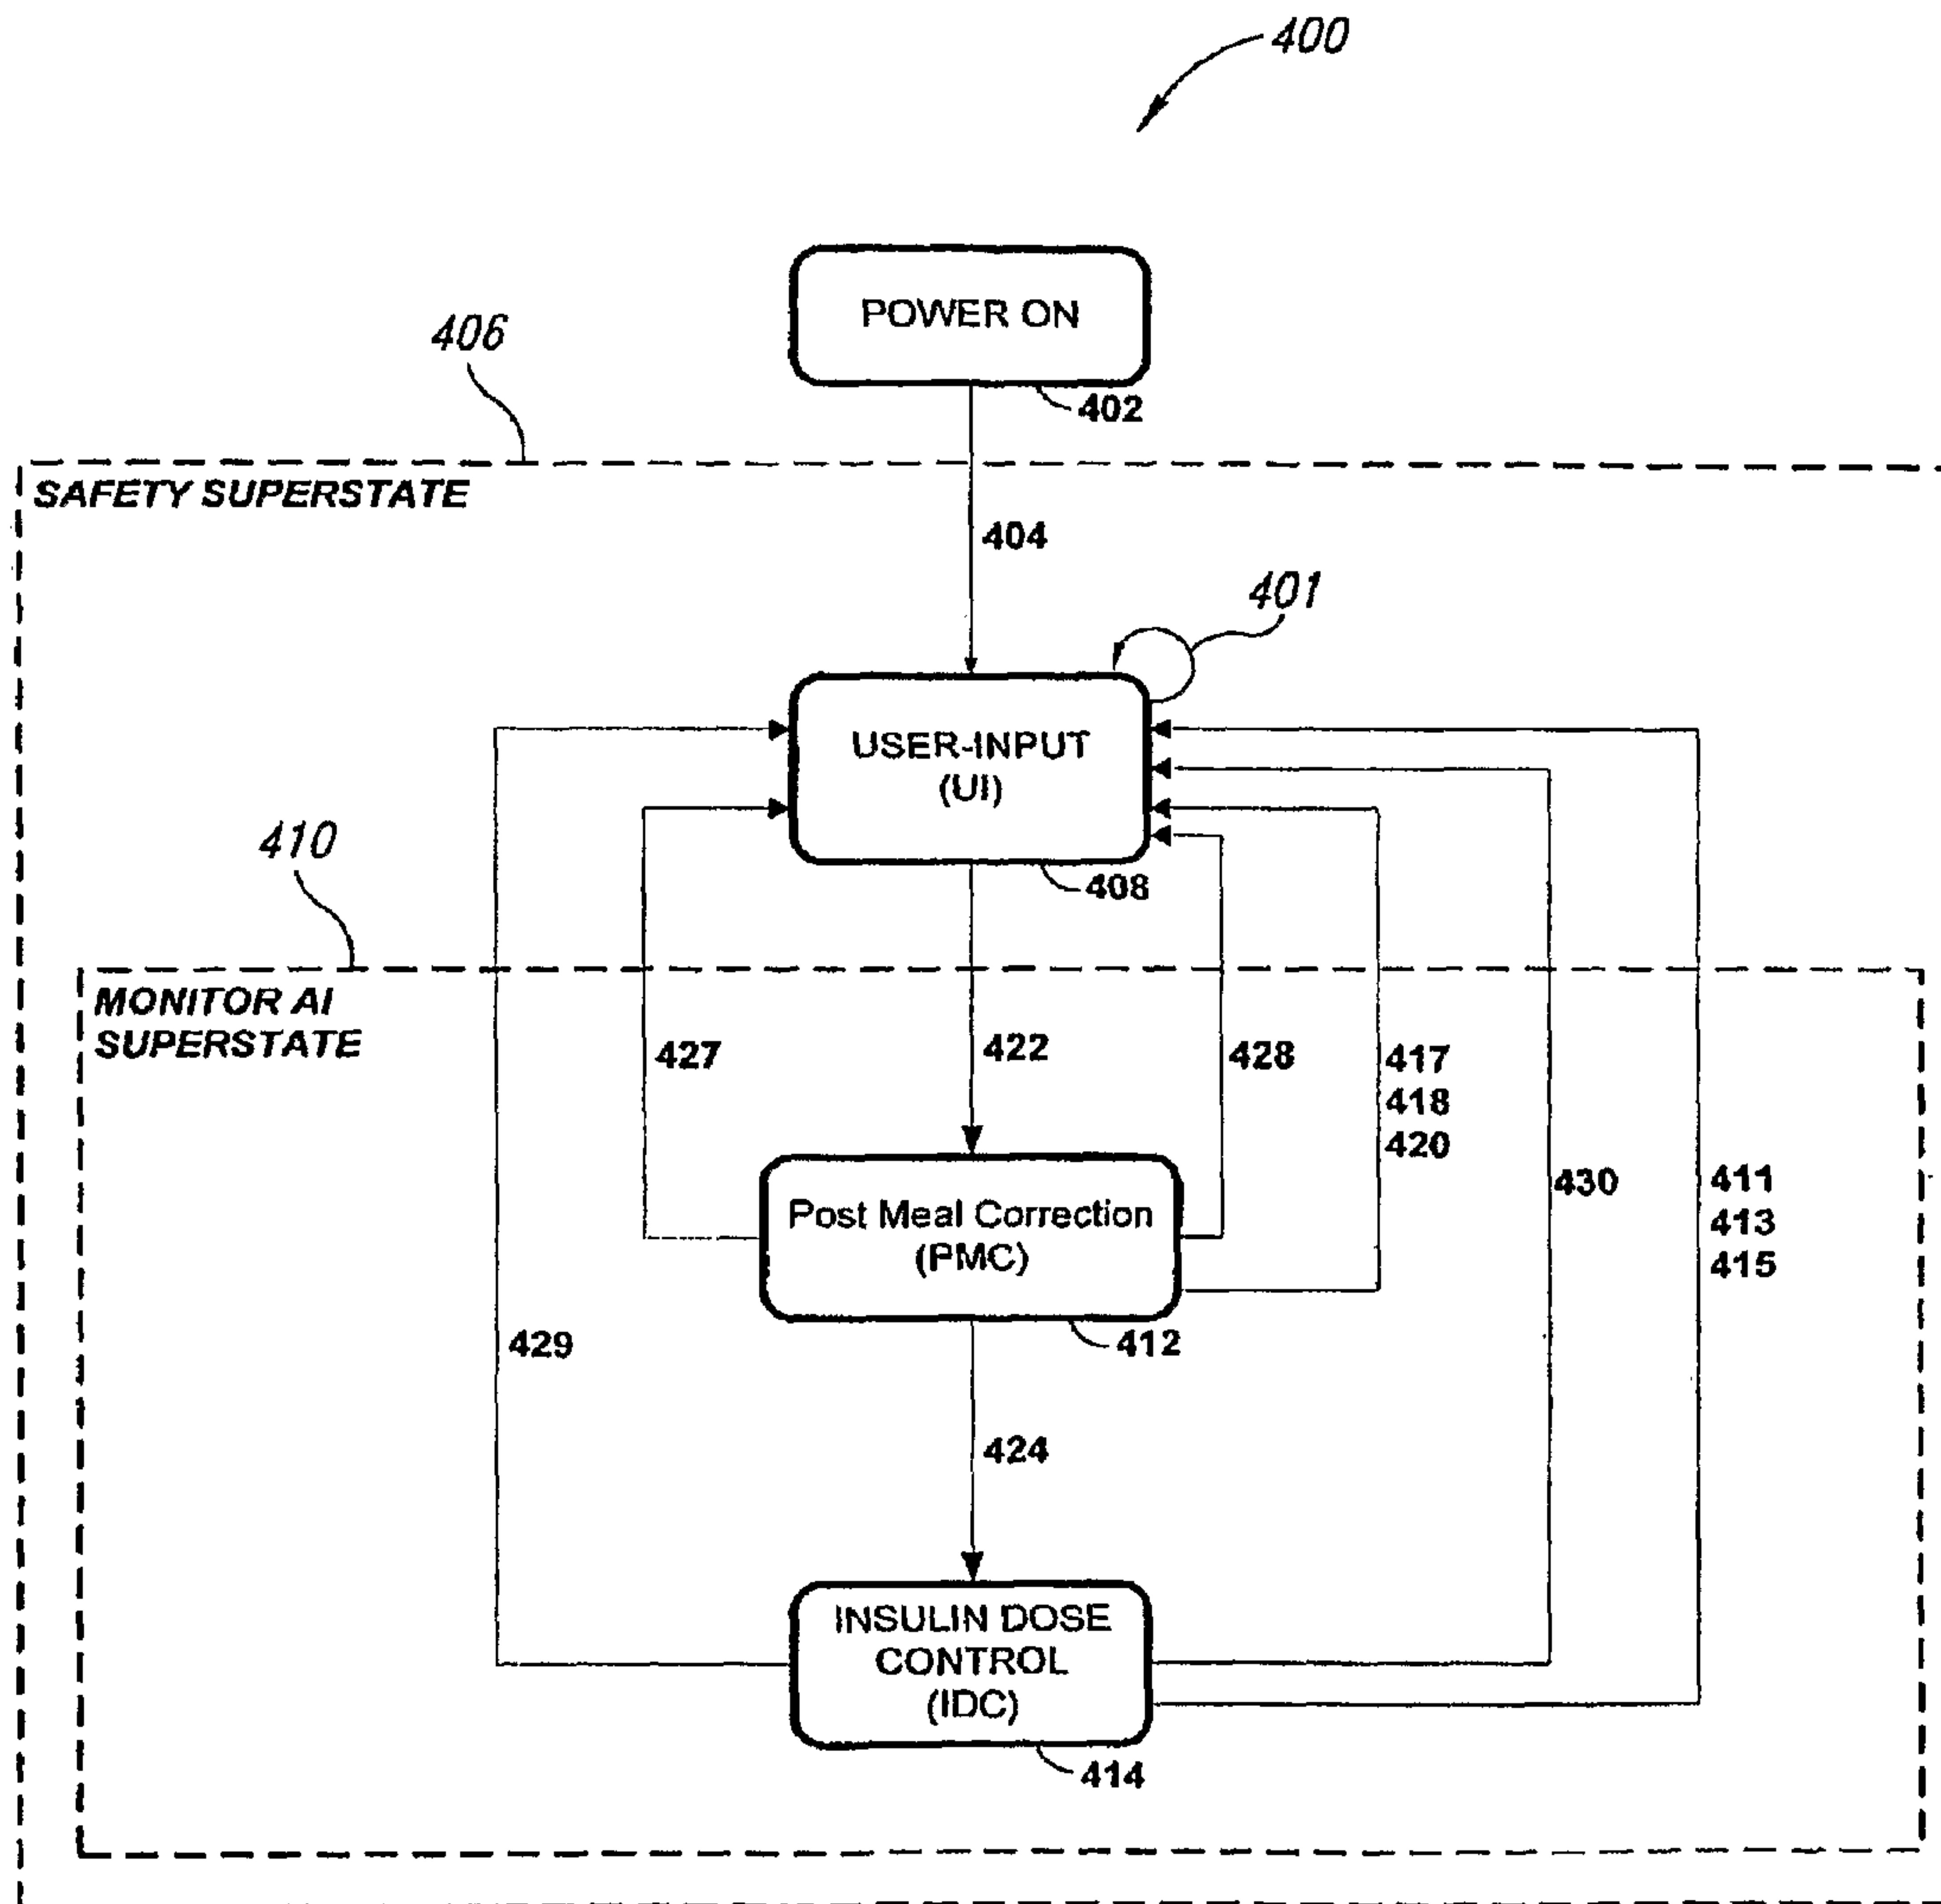 400
POWER ON
406
402
SAFETY SUPERSTATE
404
401
USER-INPUT
(UI)
410
408
MONITOR AI
SUPERSTATE
427
422
428
417
418
420
430
411
413
415
Post Meal Correction
(PMC)
429
412
424
INSULIN DOSE
CONTROL
(IDC)
414